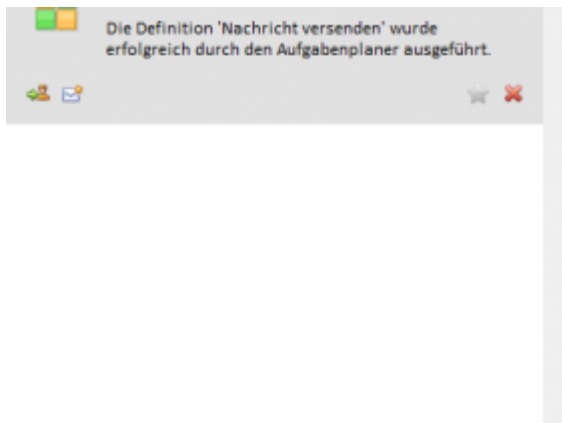 Die Definition 'Nachricht versenden' wurde
erfolgreich durch den Aufgabenplaner ausgeführt.